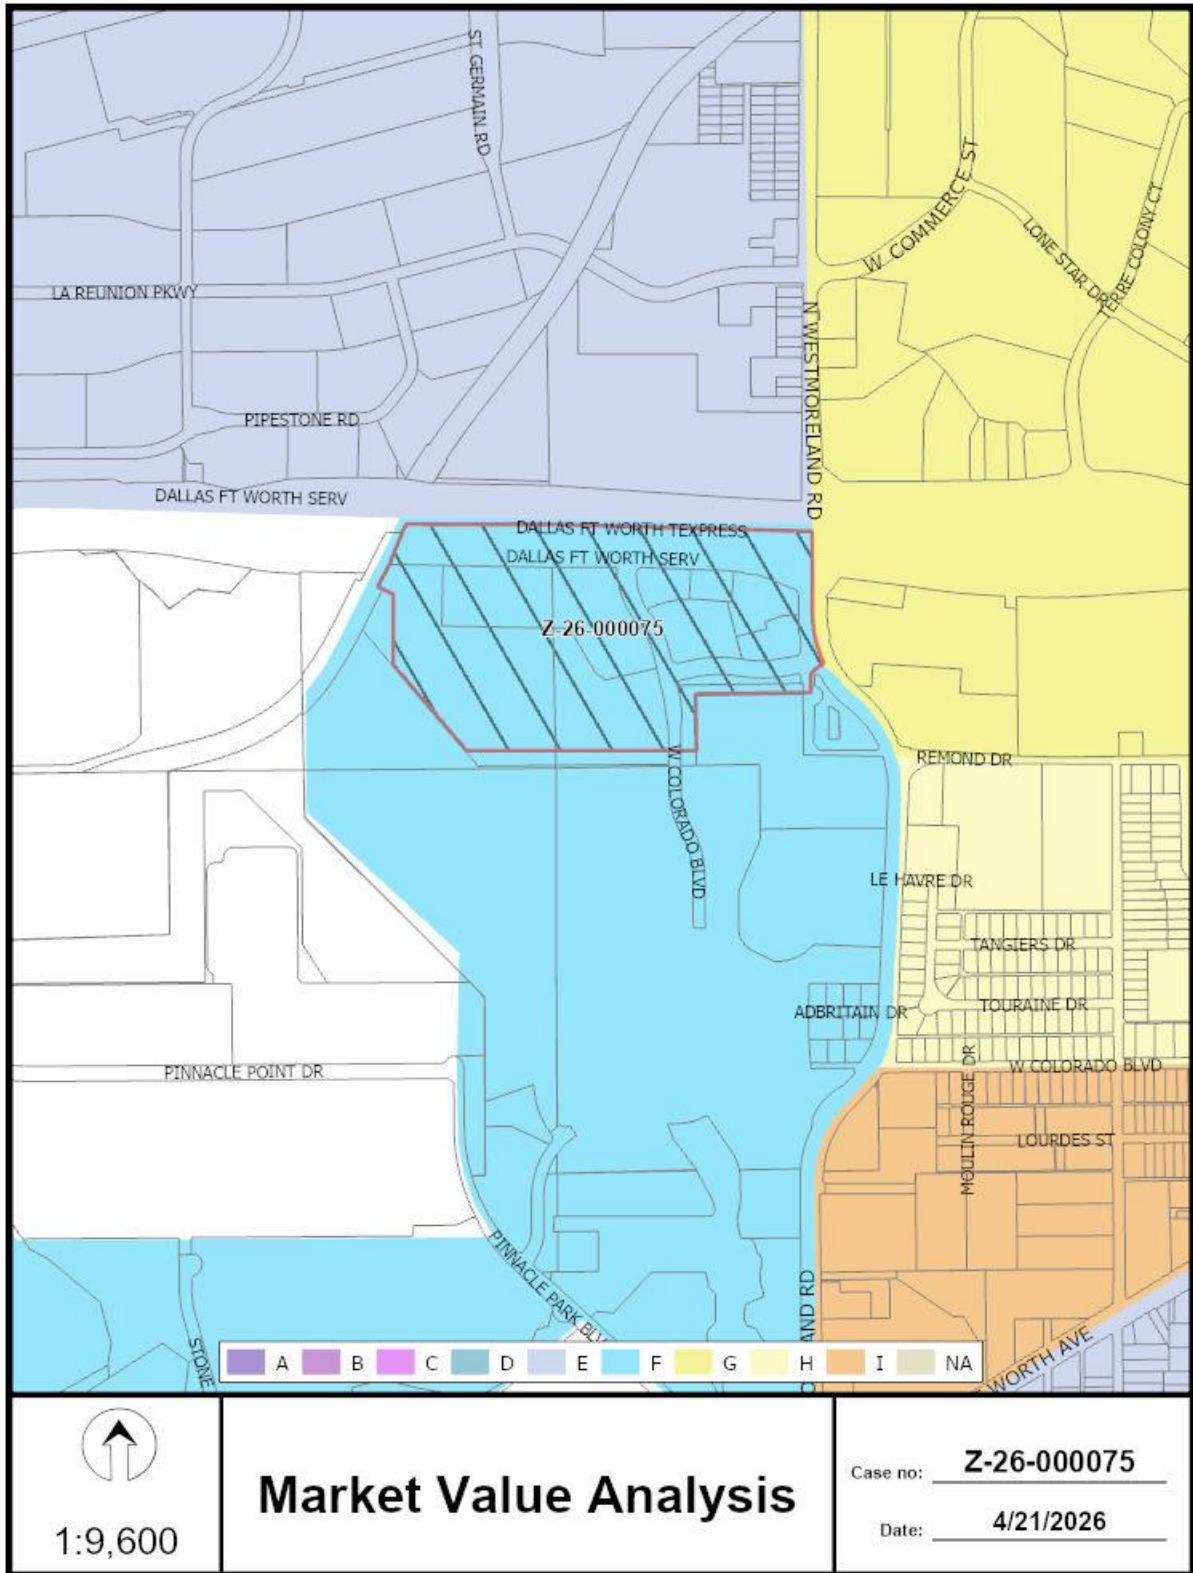 ST GERMAIN RD
W COMMERCE ST
LONE STAR DR
TERRE COLONY CT
LA REUNION PKWY
N WESTMORELAND RD
PIPESTONE RD
DALLAS FT WORTH SERV
DALLAS FT WORTH TEXPRESS
DALLAS FT WORTH SERV
Z-26-000075
REMOND DR
W COLORADO BLVD
LE HAVRE DR
TANGIERS DR
ADBRITAIN DR
TOURAINE DR
W COLORADO BLVD
PINNACLE POINT DR
MOULIN ROUGE DR
LOURDES ST
PINNACLE PARK BLV
AND RD
STONE
WORTH AVE
A B C D E F G H I NA
1:9,600
Market Value Analysis
Case no: Z-26-000075
Date: 4/21/2026